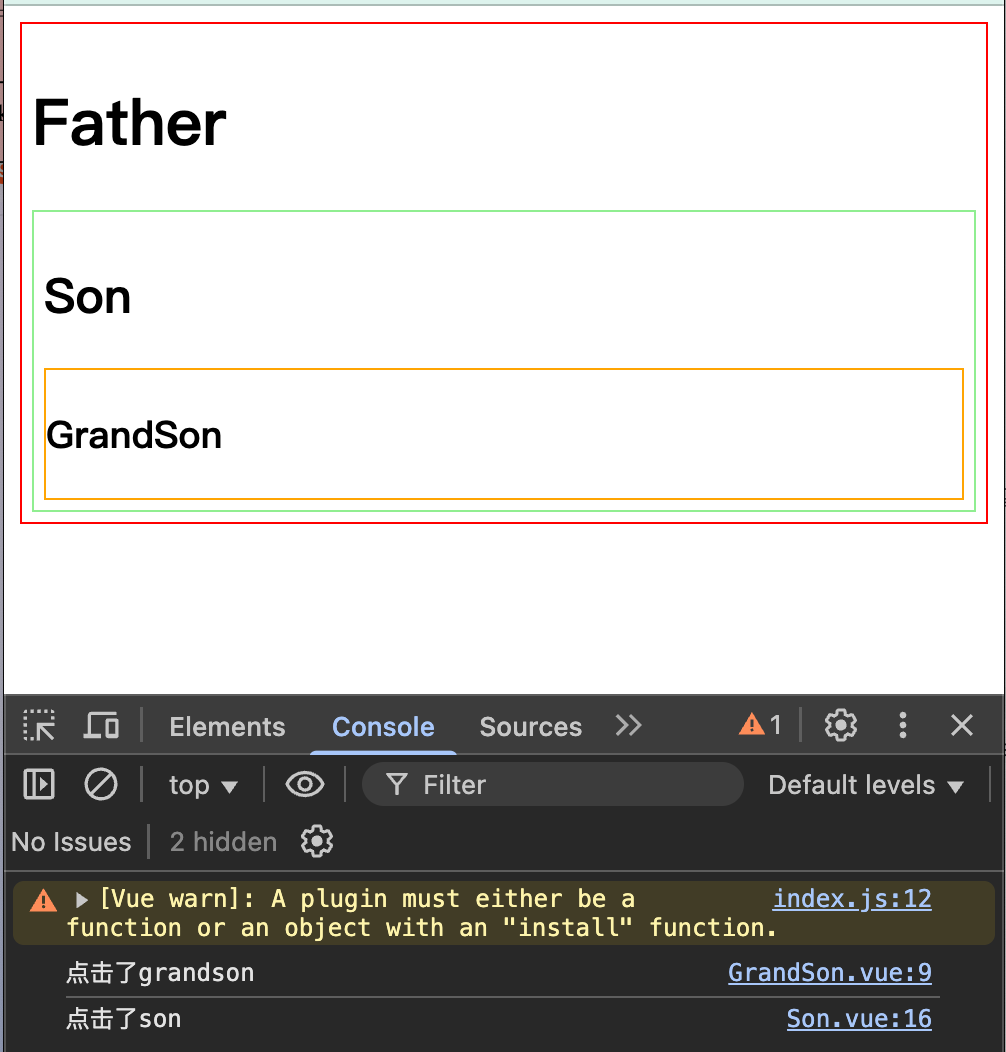 Father
Son
GrandSon
Elements Console Sources 1
top Filter Default levels
No Issues 2 hidden
[Vue warn]: A plugin must either be a index.js:12
function or an object with an "install" function.
点击了grandson GrandSon.vue:9
点击了son Son.vue:16